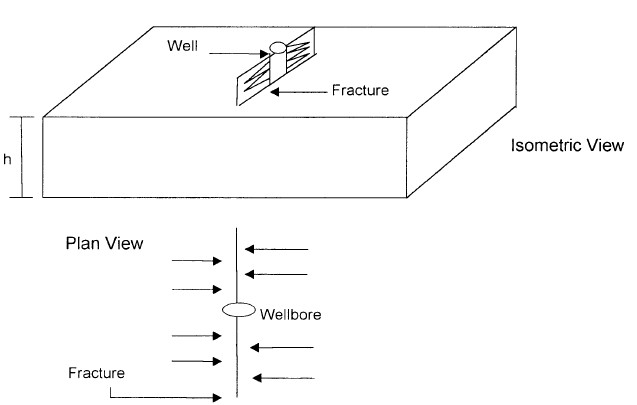 Well
Fracture
h
Isometric View
Plan View
Wellbore
Fracture